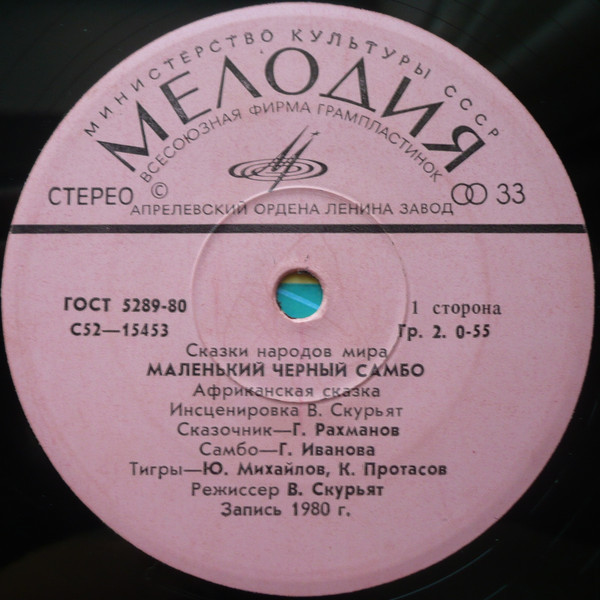 МИНИСТЕРСТВО КУЛЬТУРЫ СССР
МЕЛОДИЯ
ВСЕСОЮЗНАЯ ФИРМА ГРАМПЛАСТИНОК
СТЕРЕО © 33
АПРЕЛЕВСКИЙ ОРДЕНА ЛЕНИНА ЗАВОД
ГОСТ 5289-80 1 сторона
С52—15453 Гр. 2. 0-55
Сказки народов мира
МАЛЕНЬКИЙ ЧЕРНЫЙ САМБО
Африканская сказка
Инсценировка В. Скурьят
Сказочник—Г. Рахманов
Самбо—Г. Иванова
Тигры—Ю. Михайлов, К. Протасов
Режиссер В. Скурьят
Запись 1980 г.